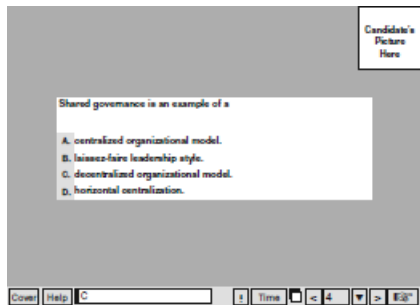 Candidate's
Picture
Here
Shared governance is an example of a
A. centralized organizational model.
B. laissez-faire leadership style.
C. decentralized organizational model.
D. horizontal centralization.
Cover Help C ! Time < 4 ▼ >